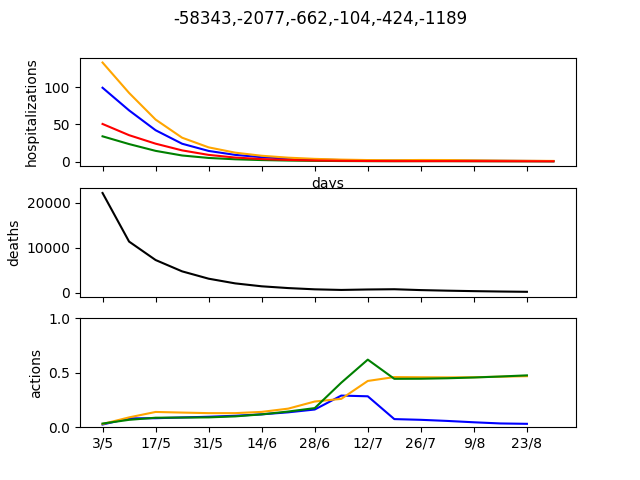 -58343,-2077,-662,-104,-424,-1189
hospitalizations
100
50
0
days
deaths
20000
10000
0
actions
1.0
0.5
0.0
3/5 17/5 31/5 14/6 28/6 12/7 26/7 9/8 23/8